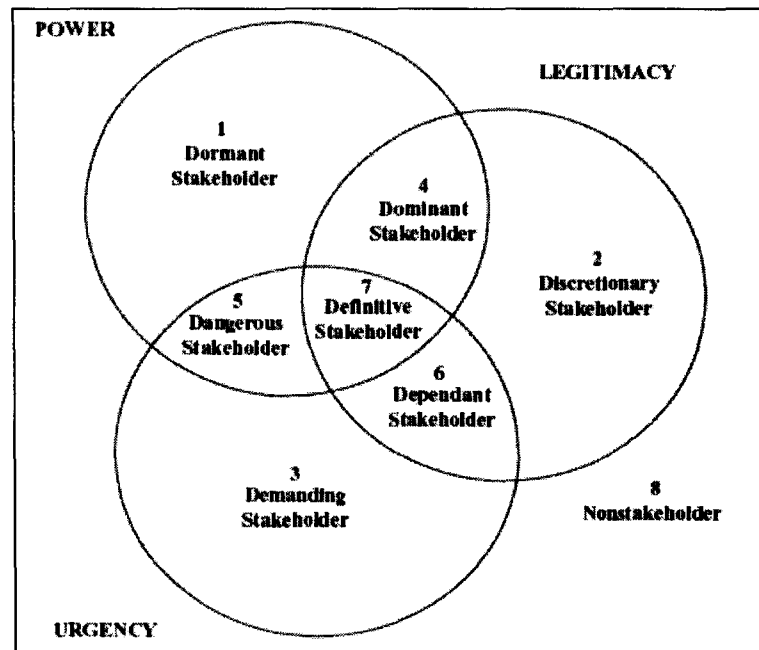 POWER
LEGITIMACY
1
Dormant
Stakeholder
4
Dominant
Stakeholder
2
Discretionary
Stakeholder
5
Dangerous
Stakeholder
7
Definitive
Stakeholder
6
Dependant
Stakeholder
3
Demanding
Stakeholder
8
Nonstakeholder
URGENCY